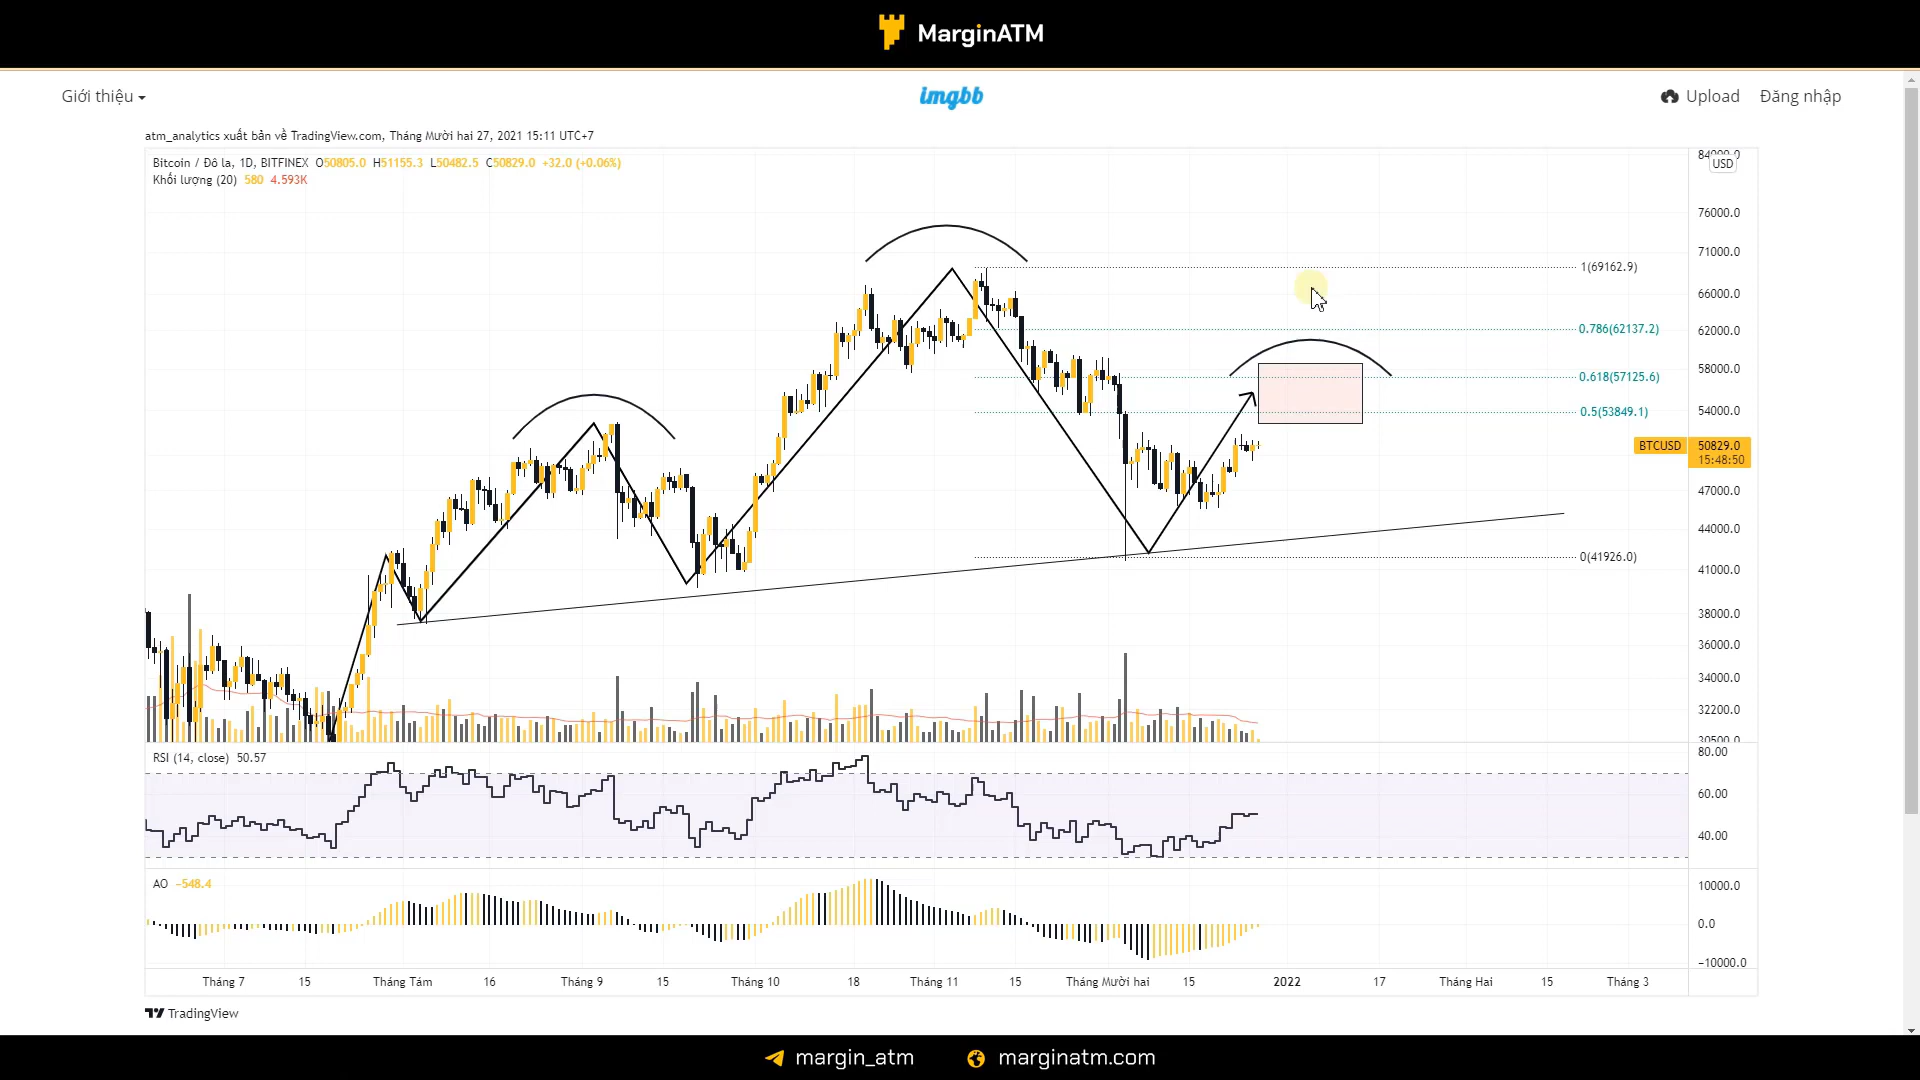 MarginATM
Giới thiệu
imgbb
Upload
Đăng nhập
atm_analytics xuất bản về TradingView.com, Tháng Mười hai 27, 2021 15:11 UTC+7
Bitcoin / Đô la, 1D, BITFINEX O50805.0 H51155.3 L50482.5 C50829.0 +32.0 (+0.06%)
Khối lượng (20) 580 4.593K
84000.0
USD
76000.0
71000.0
1(69162.9)
66000.0
0.786(62137.2)
62000.0
58000.0
0.618(57125.6)
0.5(53849.1)
54000.0
BTCUSD 50829.0
15:48:50
47000.0
44000.0
0(41926.0)
41000.0
38000.0
36000.0
34000.0
32200.0
30500.0
RSI (14, close) 50.57
80.00
60.00
40.00
AO −548.4
10000.0
0.0
−10000.0
Tháng 7 15 Tháng Tám 16 Tháng 9 15 Tháng 10 18 Tháng 11 15 Tháng Mười hai 15 2022 17 Tháng Hai 15 Tháng 3
TradingView
margin_atm
marginatm.com